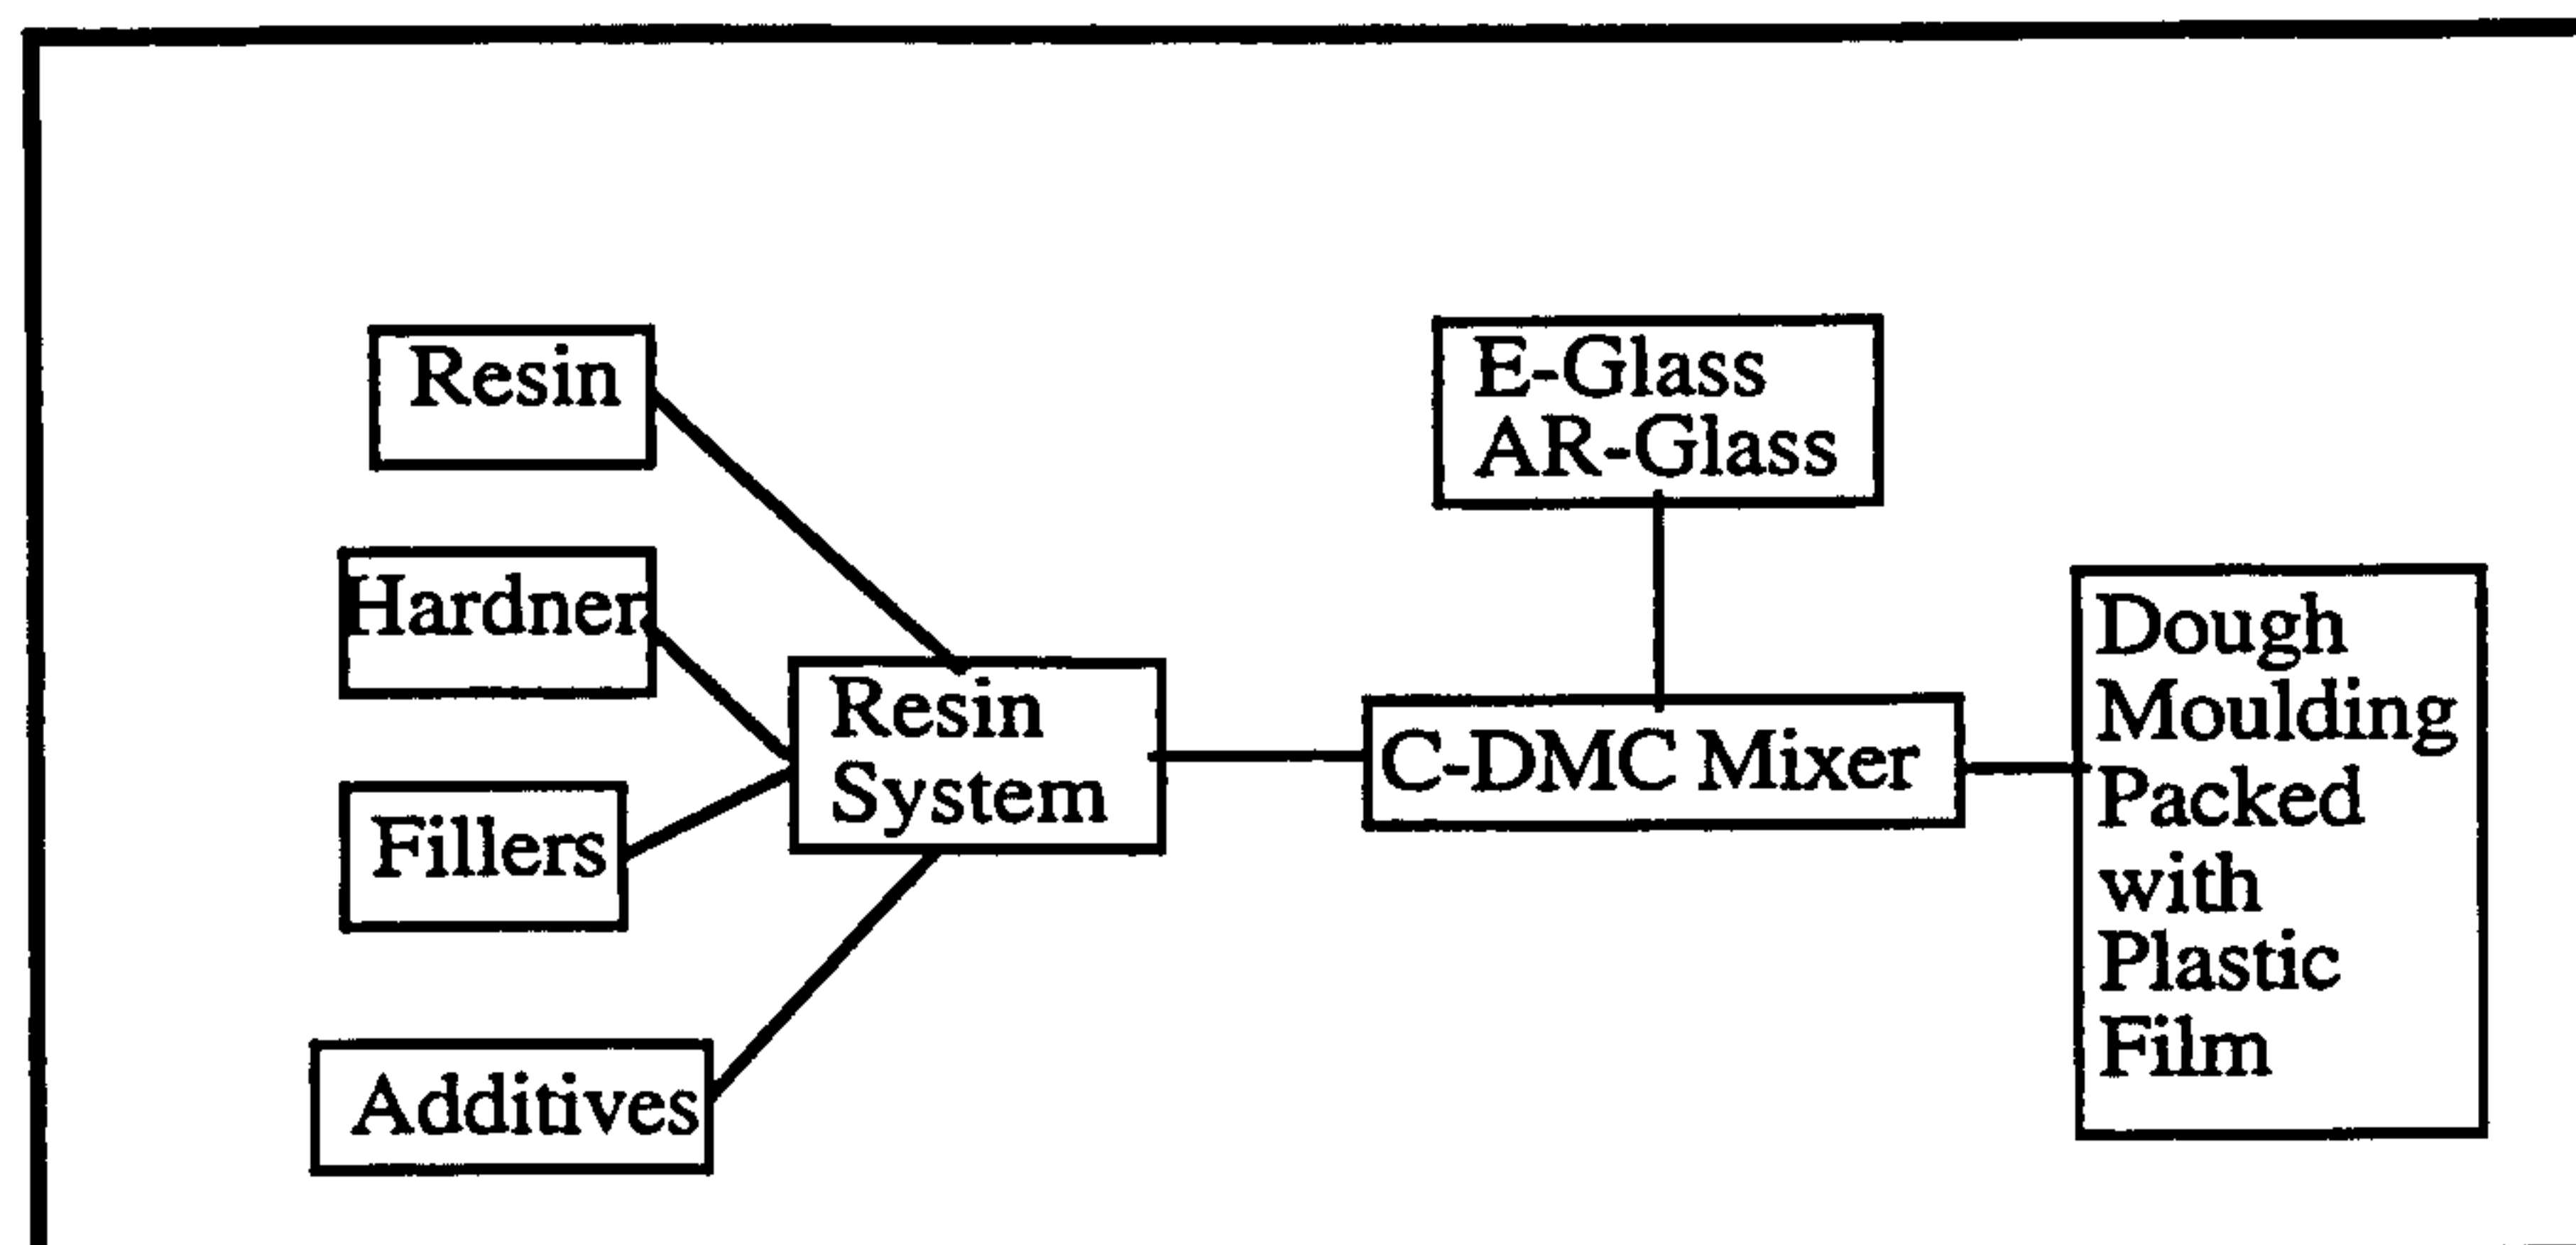 Resin
Hardner
Fillers
Additives
Resin
System
E-Glass
AR-Glass
C-DMC Mixer
Dough
Moulding
Packed
with
Plastic
Film